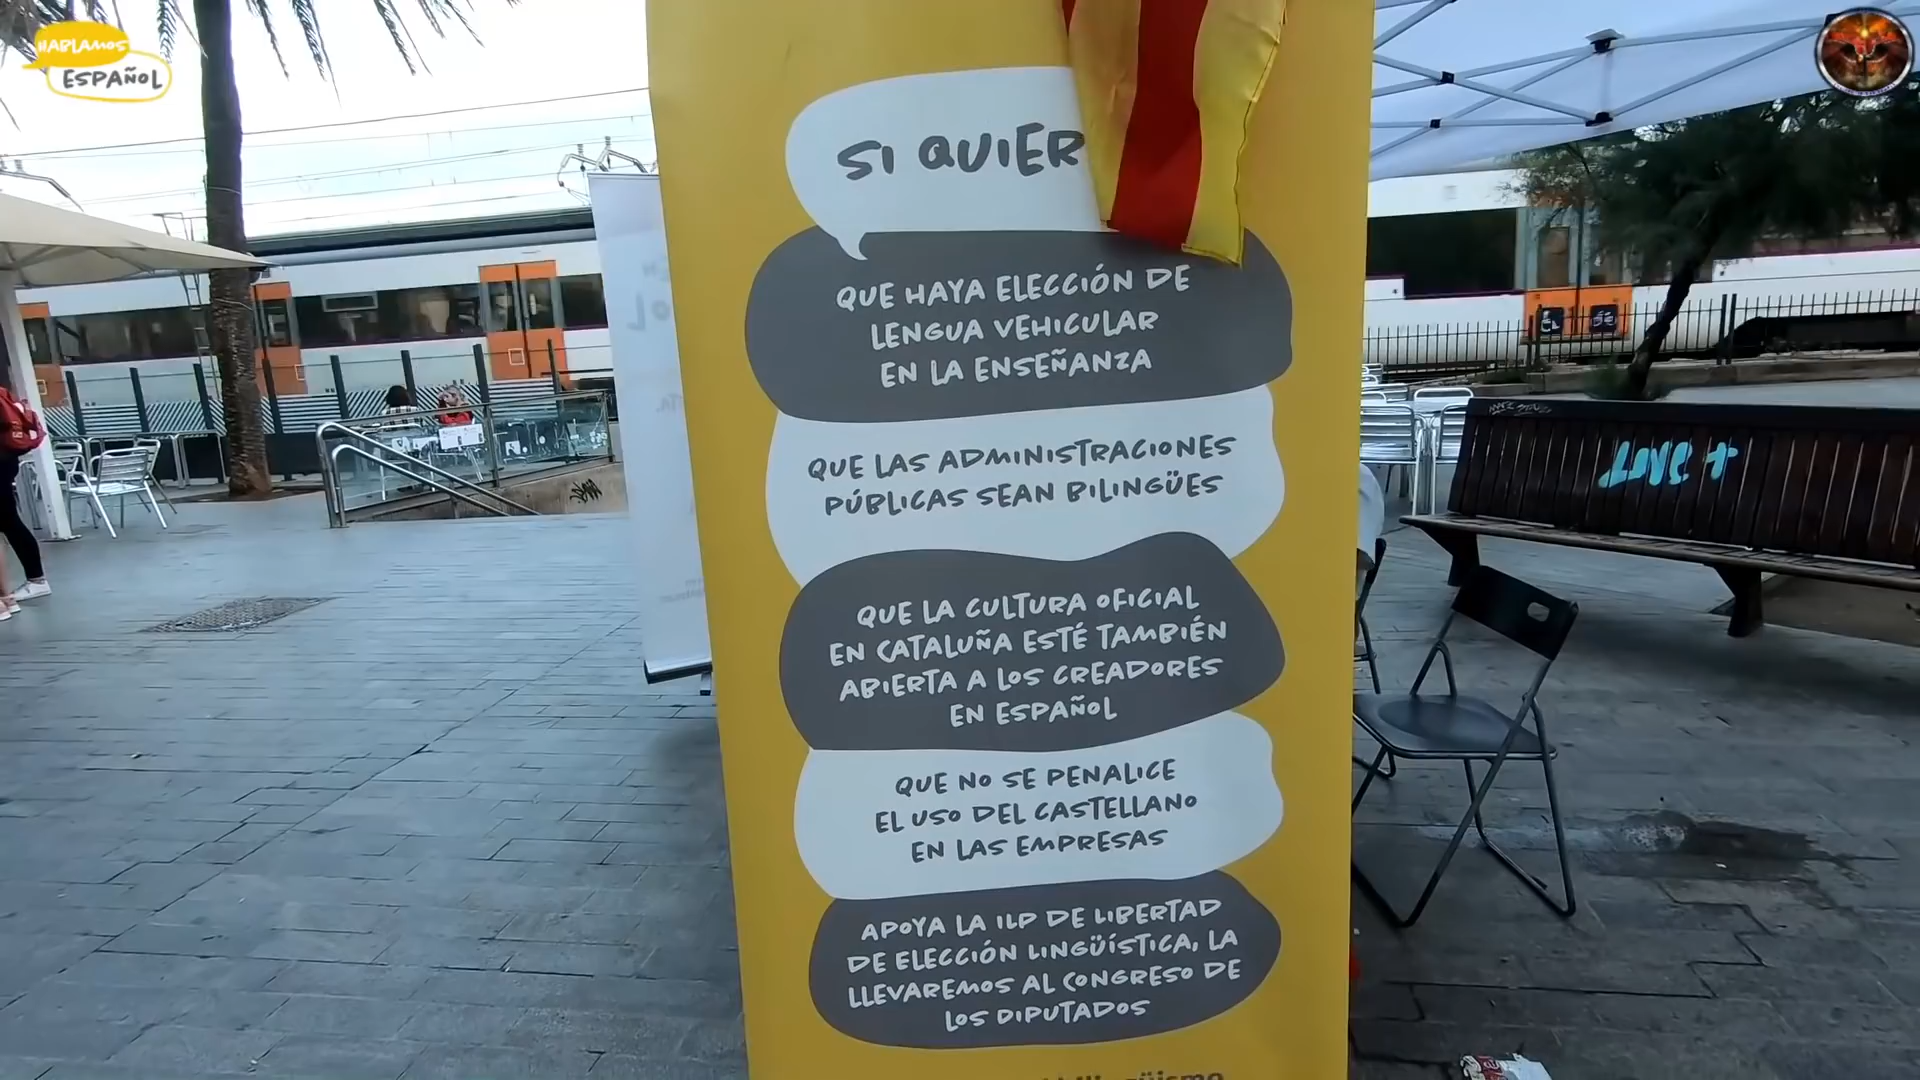 HABLAMOS
ESPAÑOL
SI QUIER
QUE HAYA ELECCIÓN DE
LENGUA VEHICULAR
EN LA ENSEÑANZA
QUE LAS ADMINISTRACIONES
PÚBLICAS SEAN BILINGÜES
QUE LA CULTURA OFICIAL
EN CATALUÑA ESTÉ TAMBIÉN
ABIERTA A LOS CREADORES
EN ESPAÑOL
QUE NO SE PENALICE
EL USO DEL CASTELLANO
EN LAS EMPRESAS
APOYA LA ILP DE LIBERTAD
DE ELECCIÓN LINGÜÍSTICA, LA
LLEVAREMOS AL CONGRESO DE
LOS DIPUTADOS